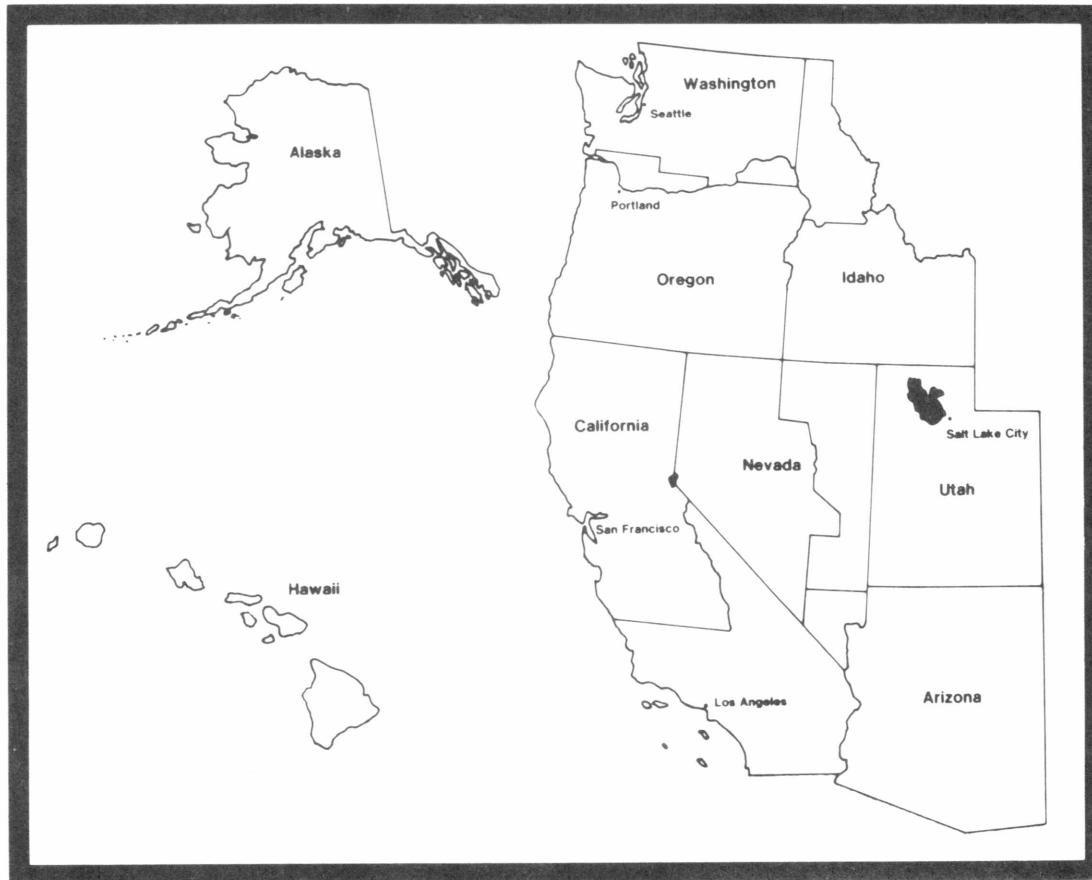 Washington
Seattle
Alaska
Portland
Oregon
Idaho
California
Salt Lake City
Nevada
Utah
San Francisco
Hawaii
Arizona
Los Angeles